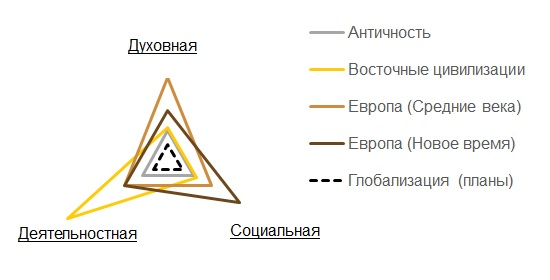 Духовная
Античность
Восточные цивилизации
Европа (Средние века)
Европа (Новое время)
Глобализация (планы)
Деятельностная
Социальная